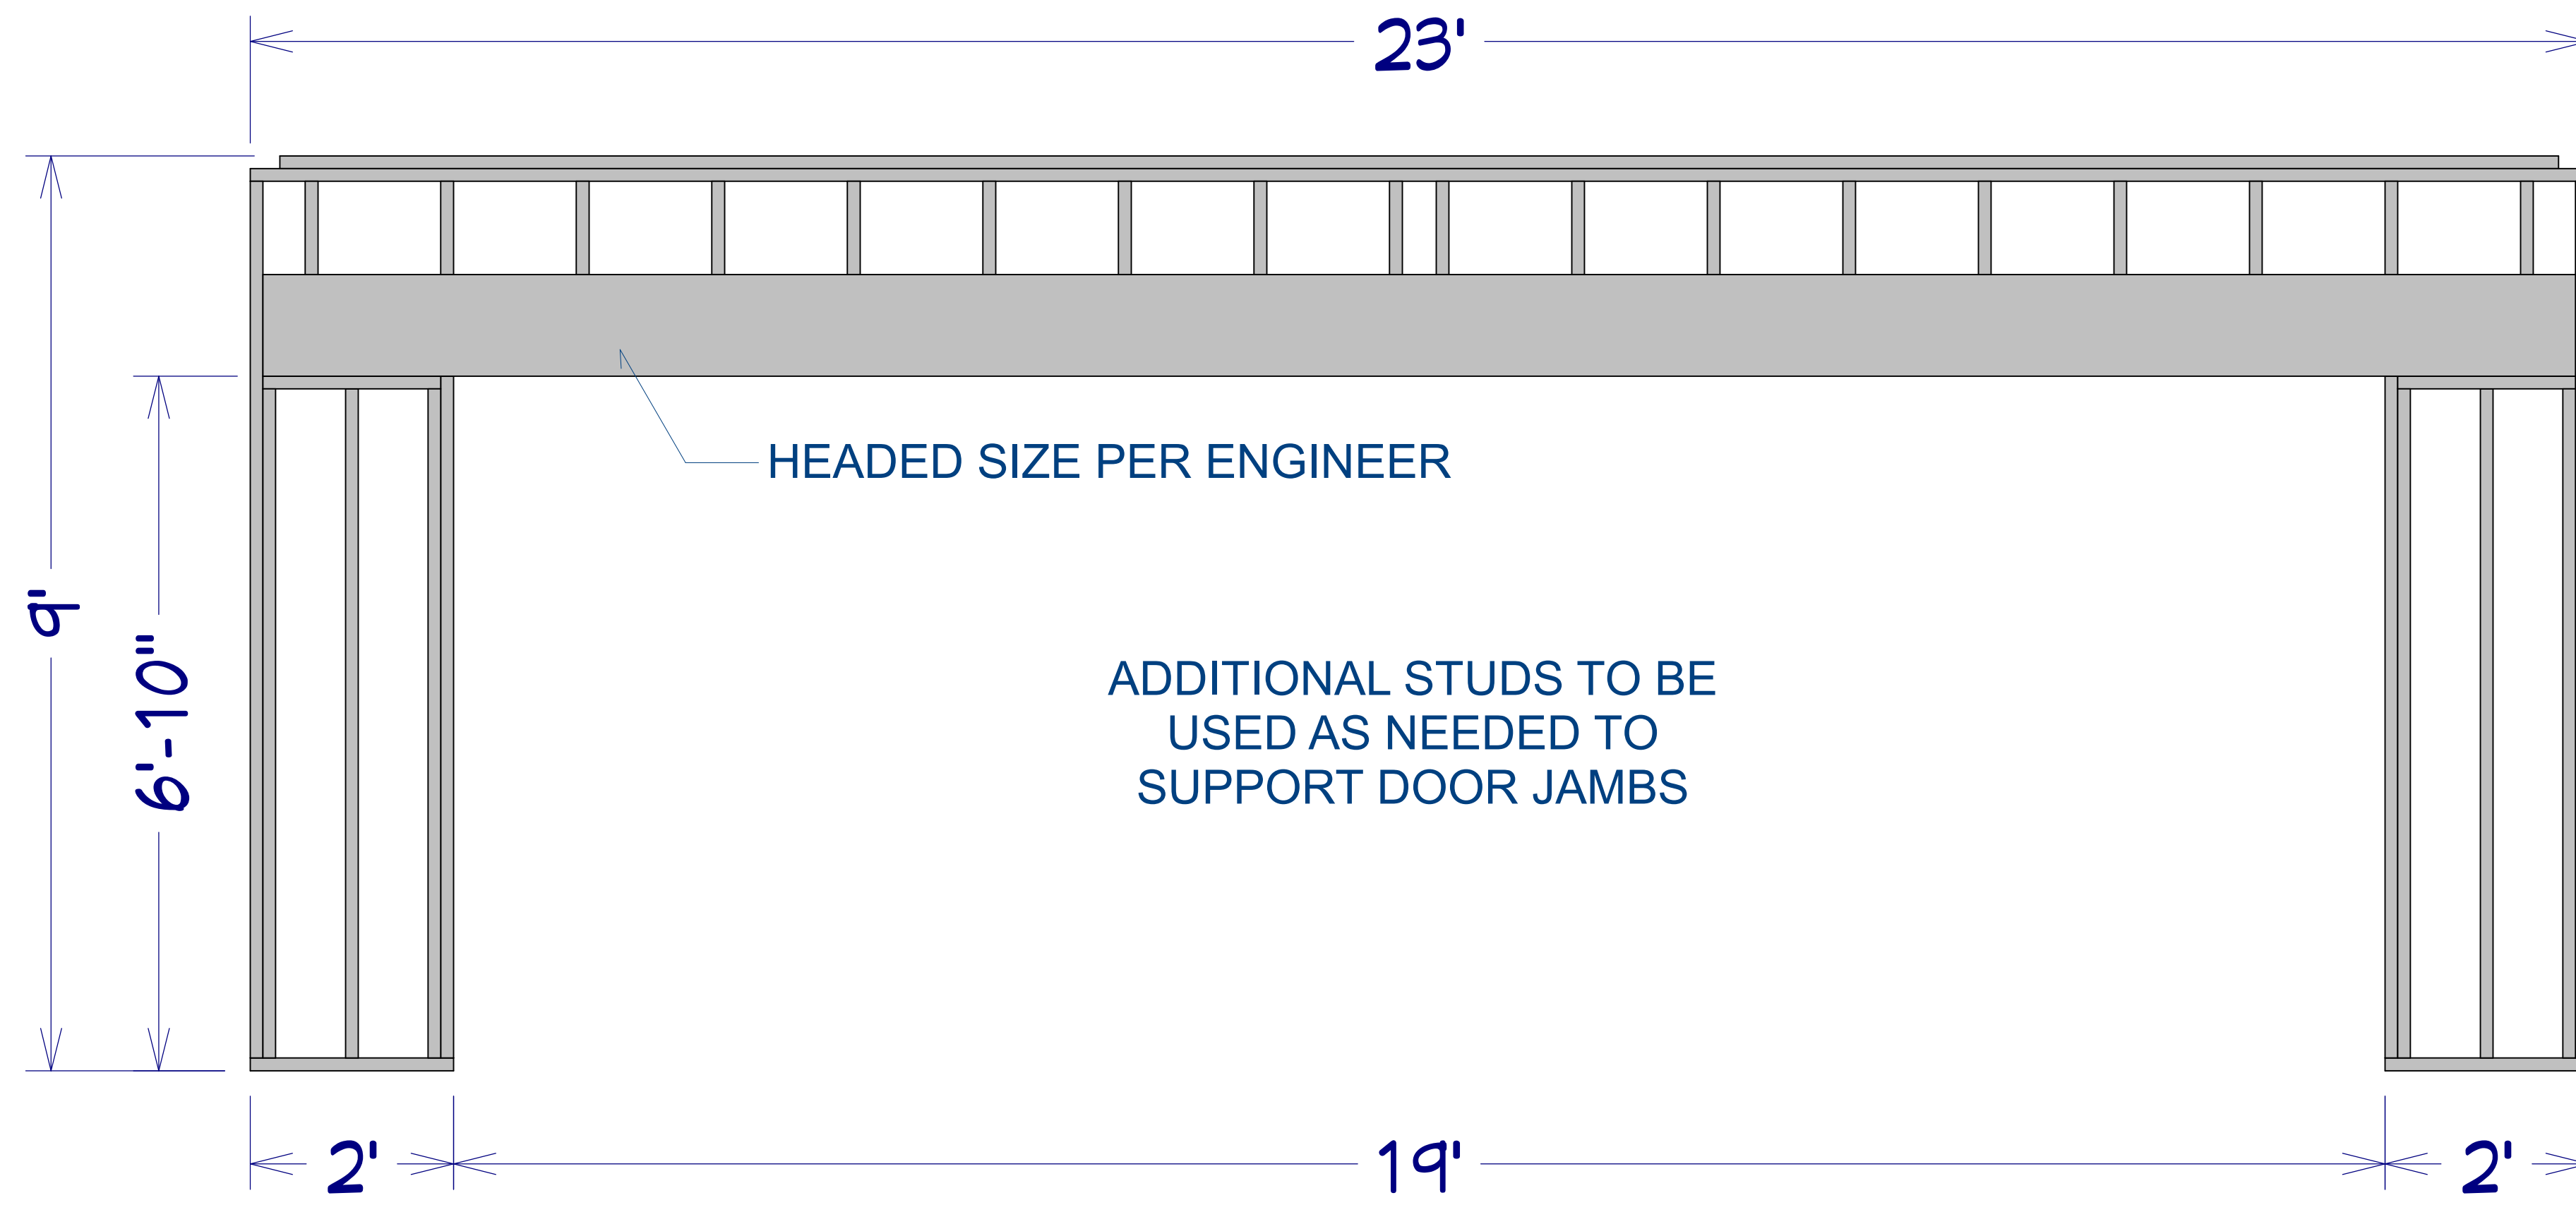 23'
9'
6'-10"
HEADED SIZE PER ENGINEER
ADDITIONAL STUDS TO BE
USED AS NEEDED TO
SUPPORT DOOR JAMBS
2'
19'
2'